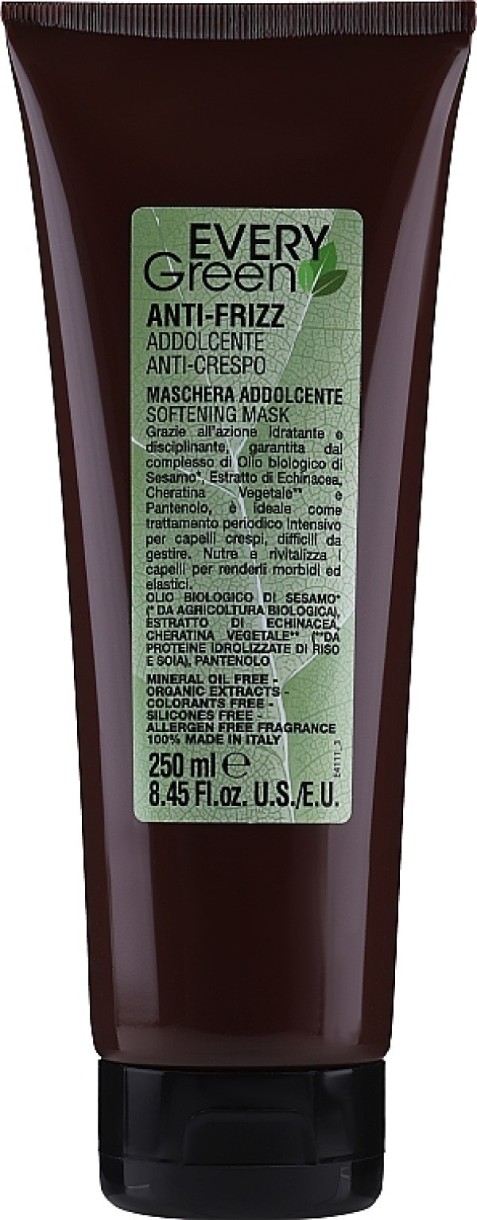 EVERY
Green
ANTI-FRIZZ
ADDOLCENTE
ANTI-CRESPO
MASCHERA ADDOLCENTE
SOFTENING MASK
Grazie all'azione idratante e
disciplinante, garantita dal
complesso di Olio biologico di
Sesamo*, Estratto di Echinacea,
Cheratina Vegetale** e
Pantenolo, è ideale come
trattamento periodico intensivo
per capelli crespi, difficili da
gestire. Nutre e rivitalizza i
capelli per renderli morbidi ed
elastici.
OLIO BIOLOGICO DI SESAMO*
(* DA AGRICOLTURA BIOLOGICA),
ESTRATTO DI ECHINACEA,
CHERATINA VEGETALE** (**DA
PROTEINE IDROLIZZATE DI RISO
E SOIA), PANTENOLO
MINERAL OIL FREE -
ORGANIC EXTRACTS -
COLORANTS FREE -
SILICONES FREE -
ALLERGEN FREE FRAGRANCE
100% MADE IN ITALY
250 ml ℮
8.45 Fl.oz. U.S./E.U.